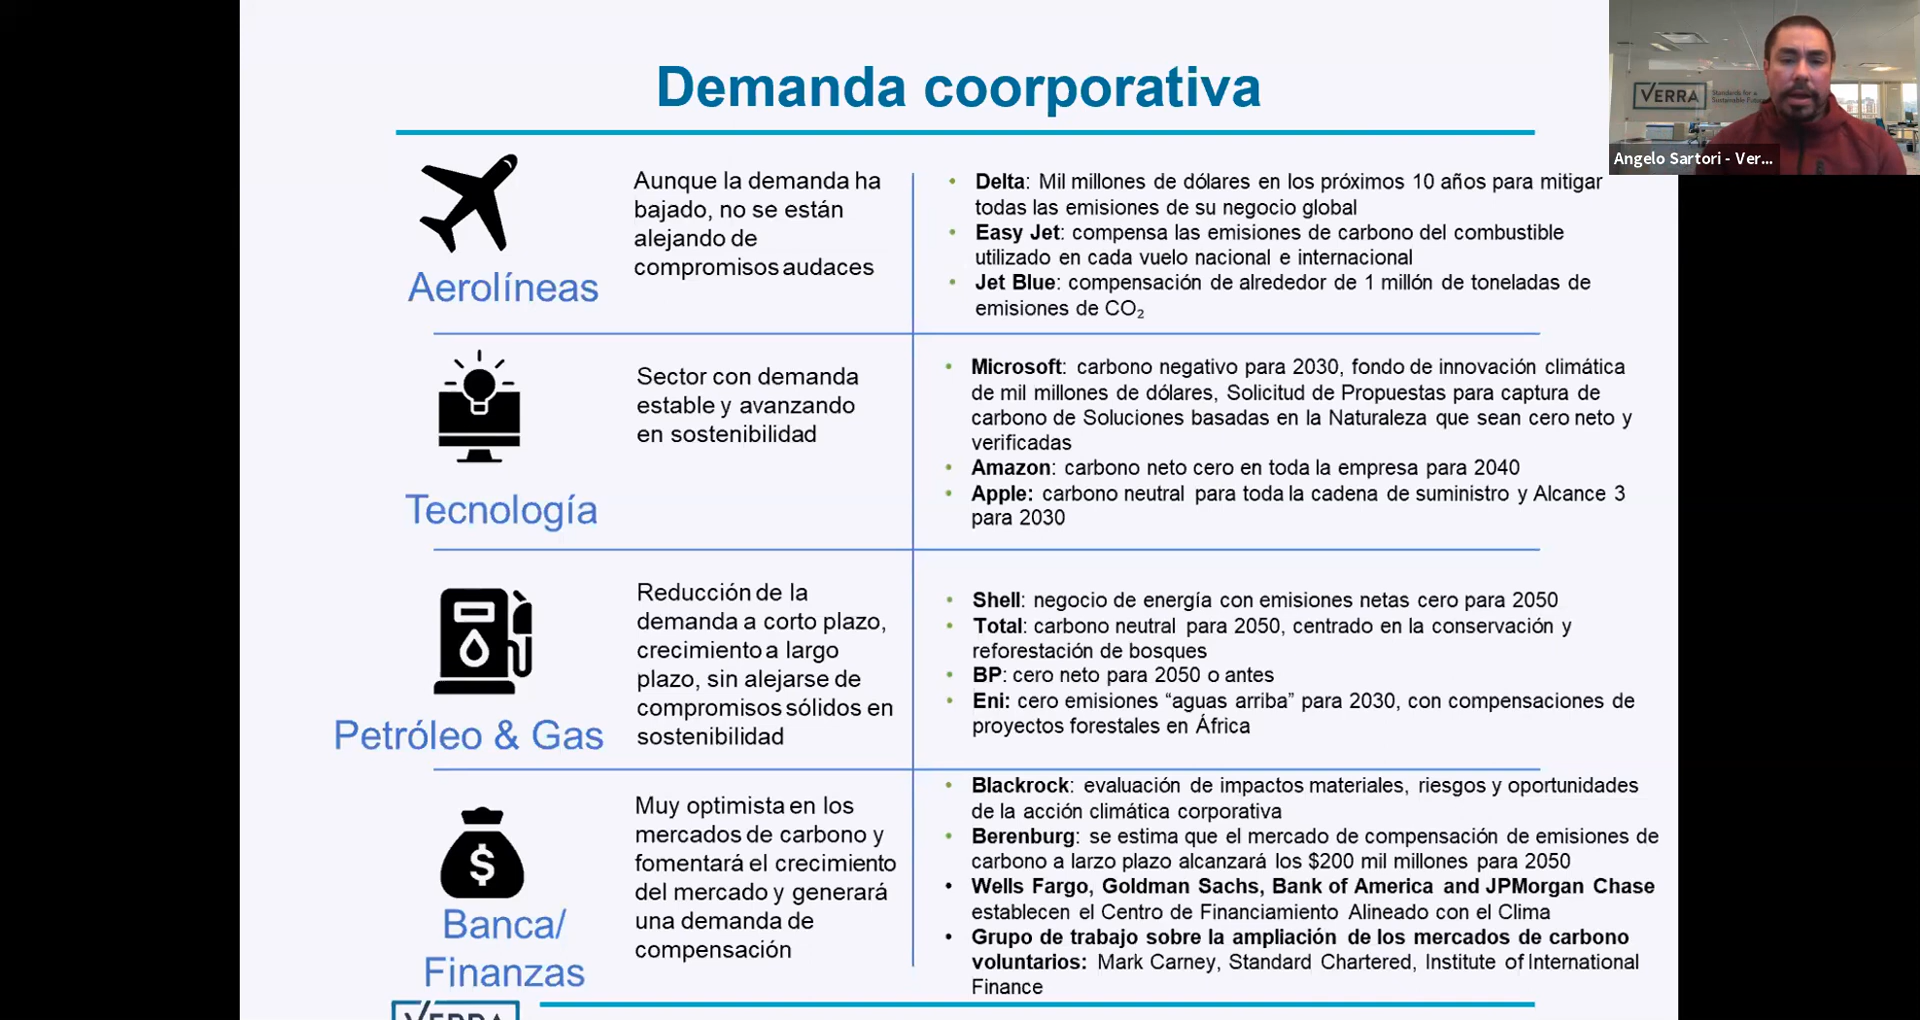 Demanda coorporativa
VERRA
Standards for a
Sustainable Future
Angelo Sartori - Ver...
Aerolíneas
Aunque la demanda ha
bajado, no se están
alejando de
compromisos audaces
• Delta: Mil millones de dólares en los próximos 10 años para mitigar
todas las emisiones de su negocio global
• Easy Jet: compensa las emisiones de carbono del combustible
utilizado en cada vuelo nacional e internacional
• Jet Blue: compensación de alrededor de 1 millón de toneladas de
emisiones de CO₂
Tecnología
Sector con demanda
estable y avanzando
en sostenibilidad
• Microsoft: carbono negativo para 2030, fondo de innovación climática
de mil millones de dólares, Solicitud de Propuestas para captura de
carbono de Soluciones basadas en la Naturaleza que sean cero neto y
verificadas
• Amazon: carbono neto cero en toda la empresa para 2040
• Apple: carbono neutral para toda la cadena de suministro y Alcance 3
para 2030
Petróleo & Gas
Reducción de la
demanda a corto plazo,
crecimiento a largo
plazo, sin alejarse de
compromisos sólidos en
sostenibilidad
• Shell: negocio de energía con emisiones netas cero para 2050
• Total: carbono neutral para 2050, centrado en la conservación y
reforestación de bosques
• BP: cero neto para 2050 o antes
• Eni: cero emisiones “aguas arriba” para 2030, con compensaciones de
proyectos forestales en África
Banca/
Finanzas
Muy optimista en los
mercados de carbono y
fomentará el crecimiento
del mercado y generará
una demanda de
compensación
• Blackrock: evaluación de impactos materiales, riesgos y oportunidades
de la acción climática corporativa
• Berenburg: se estima que el mercado de compensación de emisiones de
carbono a larzo plazo alcanzará los $200 mil millones para 2050
• Wells Fargo, Goldman Sachs, Bank of America and JPMorgan Chase
establecen el Centro de Financiamiento Alineado con el Clima
• Grupo de trabajo sobre la ampliación de los mercados de carbono
voluntarios: Mark Carney, Standard Chartered, Institute of International
Finance
VERRA